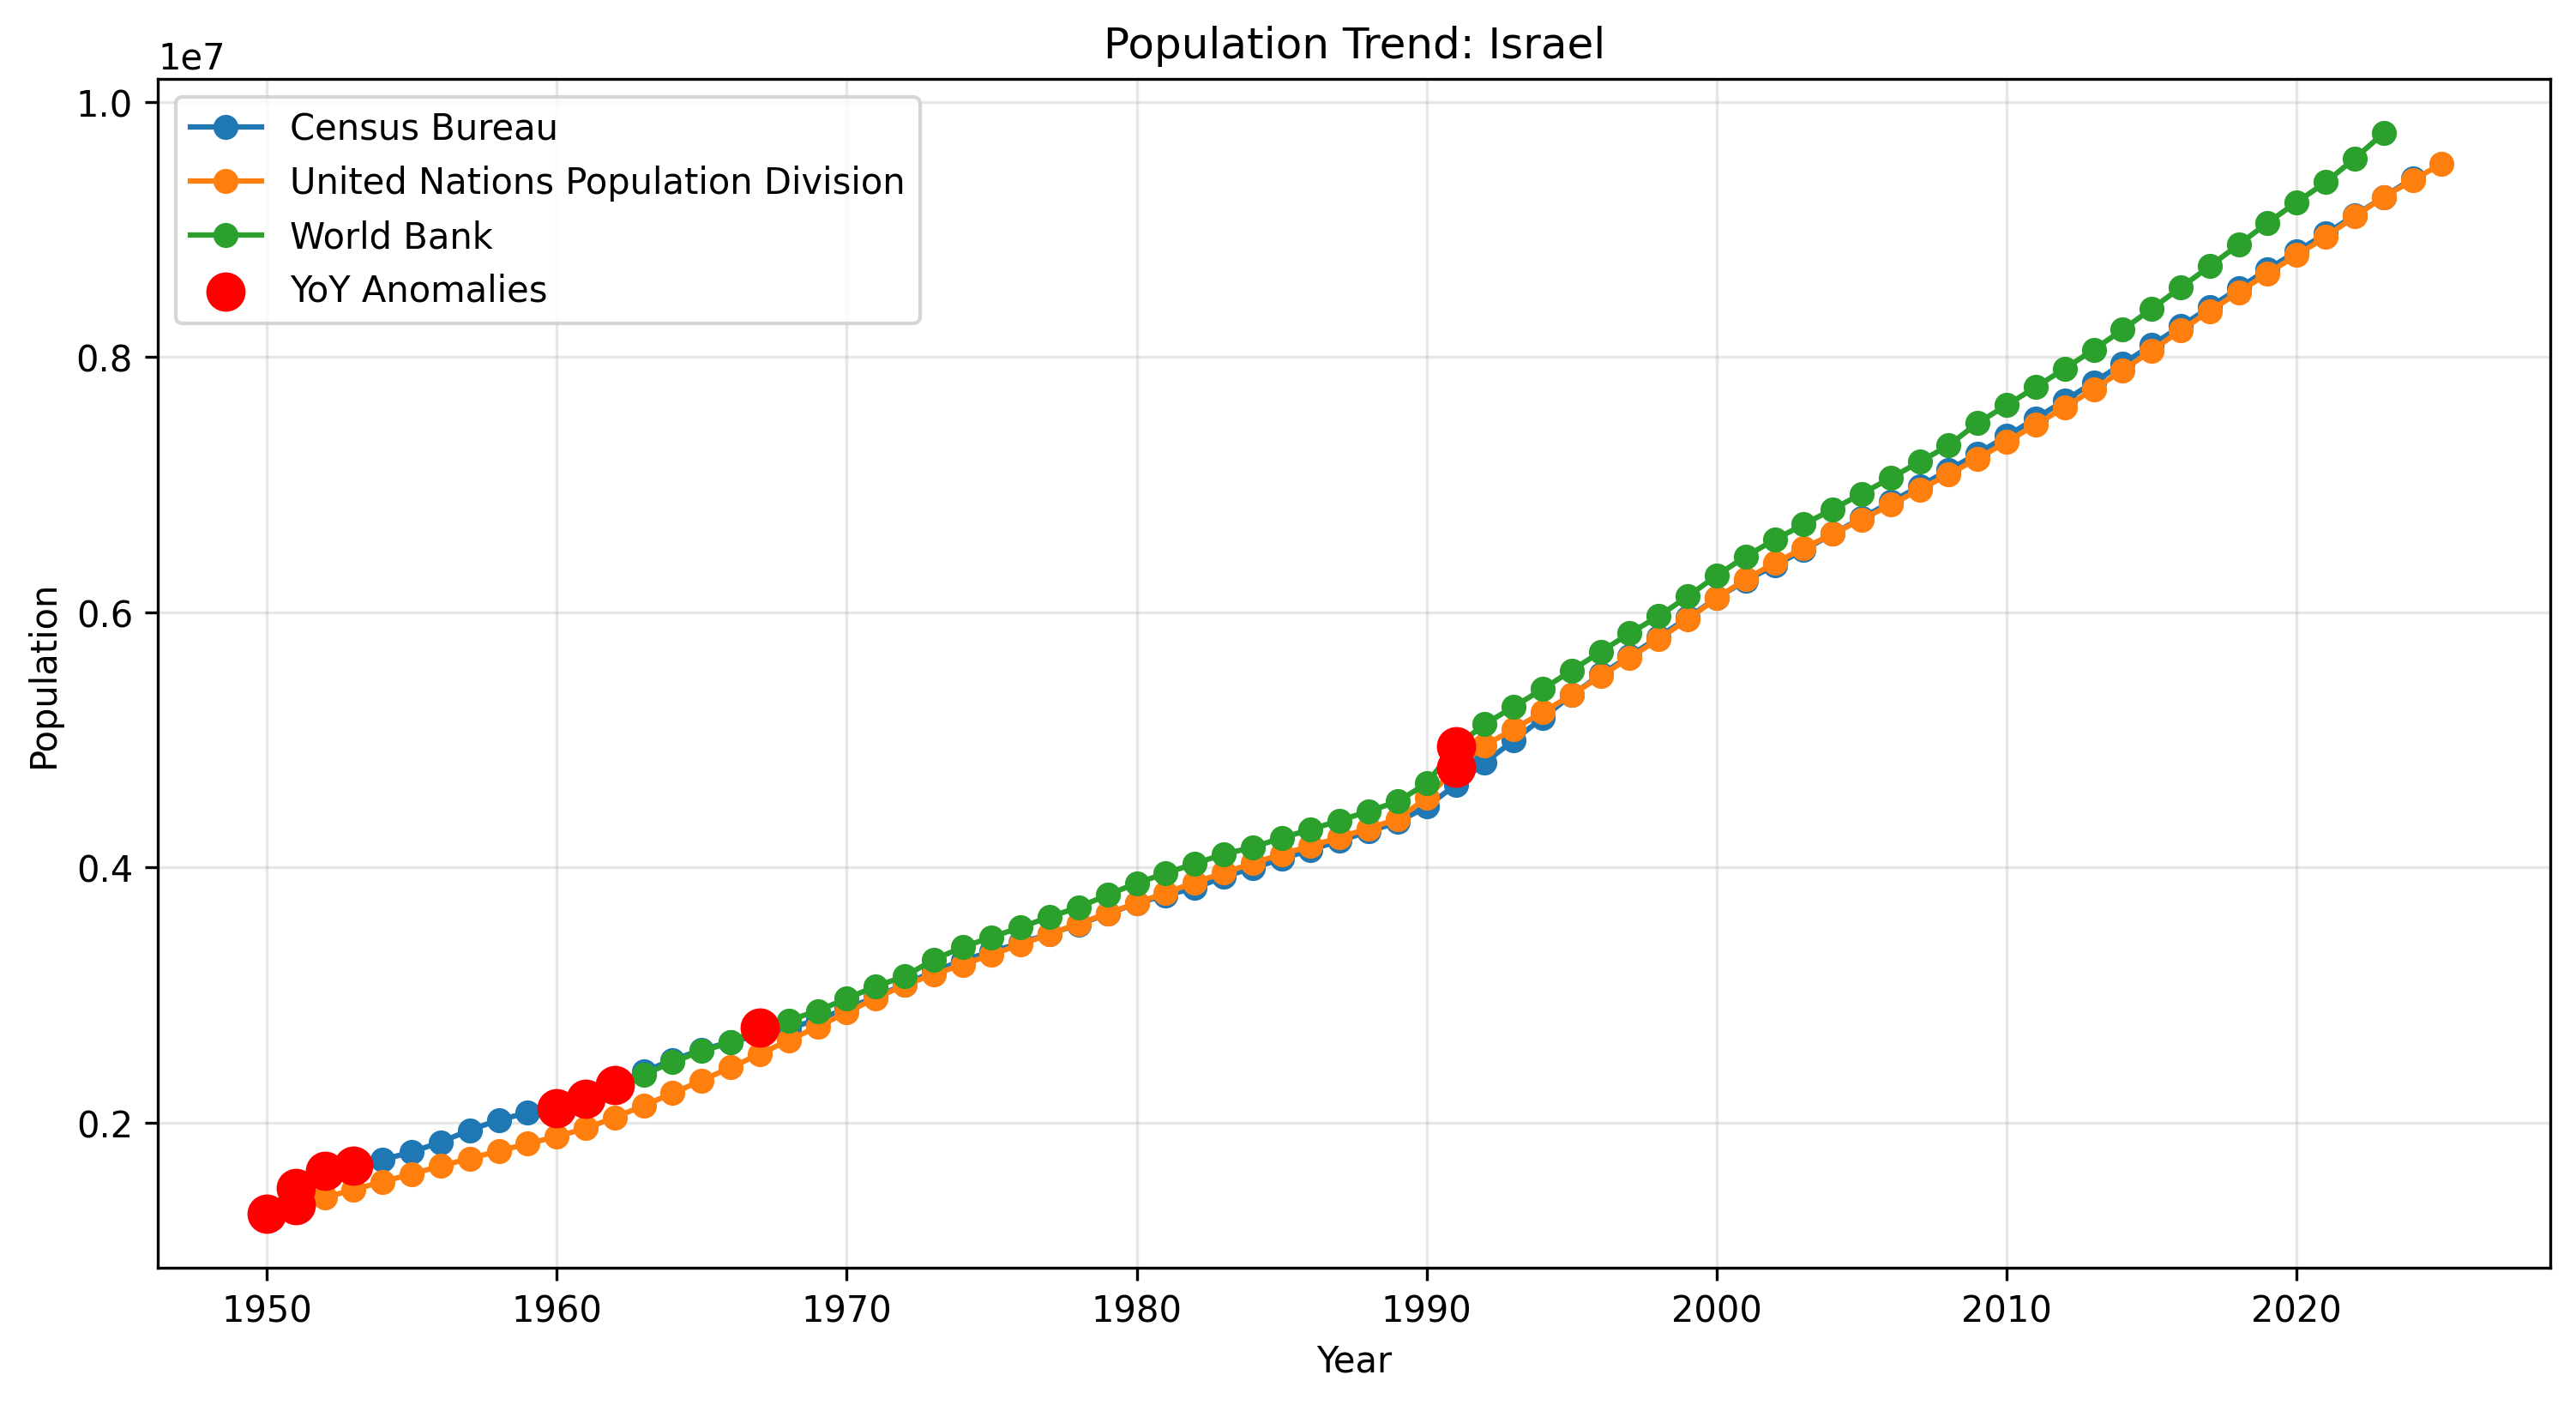 Population Trend: Israel
1e7
1.0
0.8
0.6
0.4
0.2
Population
Census Bureau
United Nations Population Division
World Bank
YoY Anomalies
1950 1960 1970 1980 1990 2000 2010 2020
Year